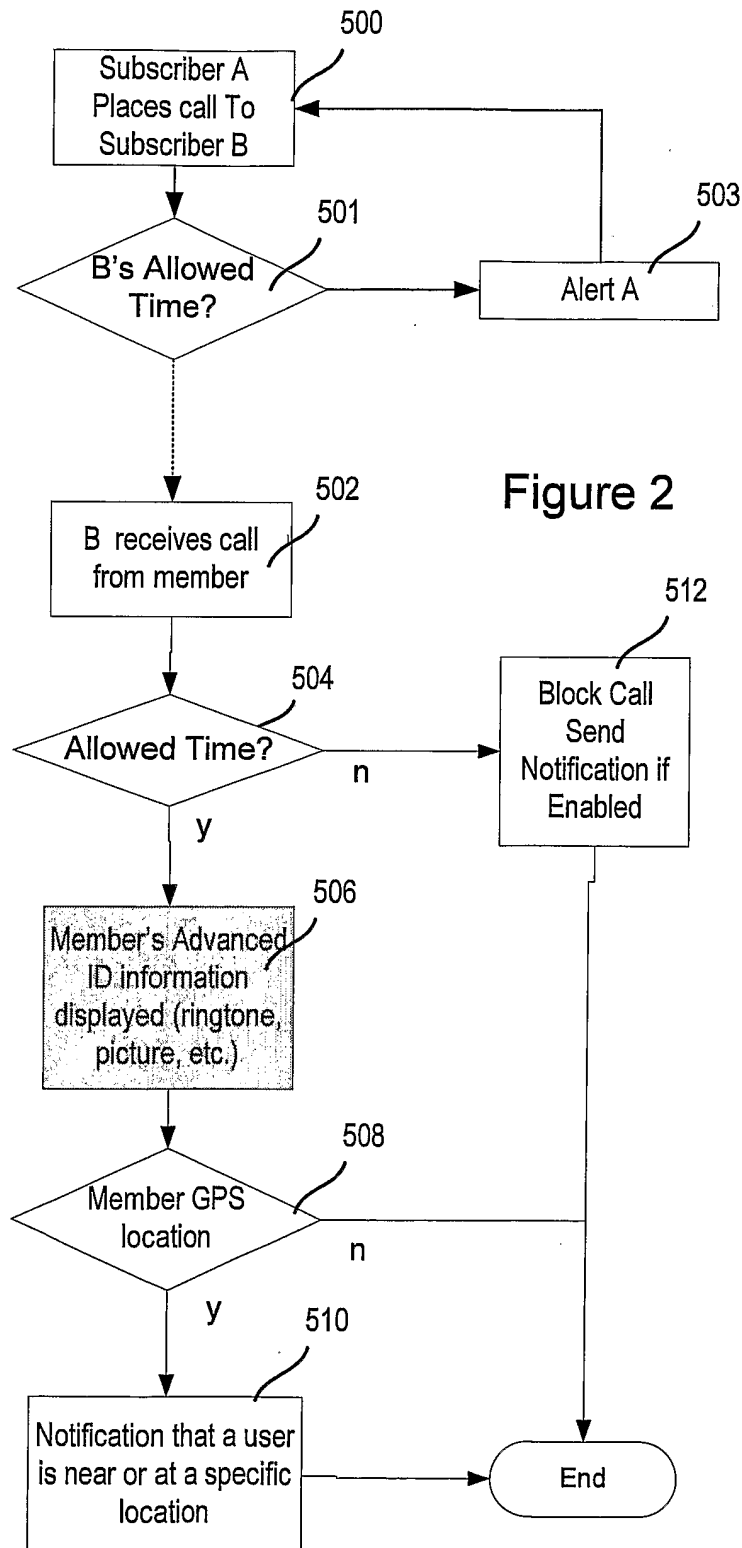 500
Subscriber A
Places call To
Subscriber B
501
B's Allowed
Time?
503
Alert A
502
B receives call
from member
Figure 2
504
Allowed Time?
n
y
512
Block Call
Send
Notification if
Enabled
506
Member's Advanced
ID information
displayed (ringtone,
picture, etc.)
508
Member GPS
location
n
y
510
Notification that a user
is near or at a specific
location
End